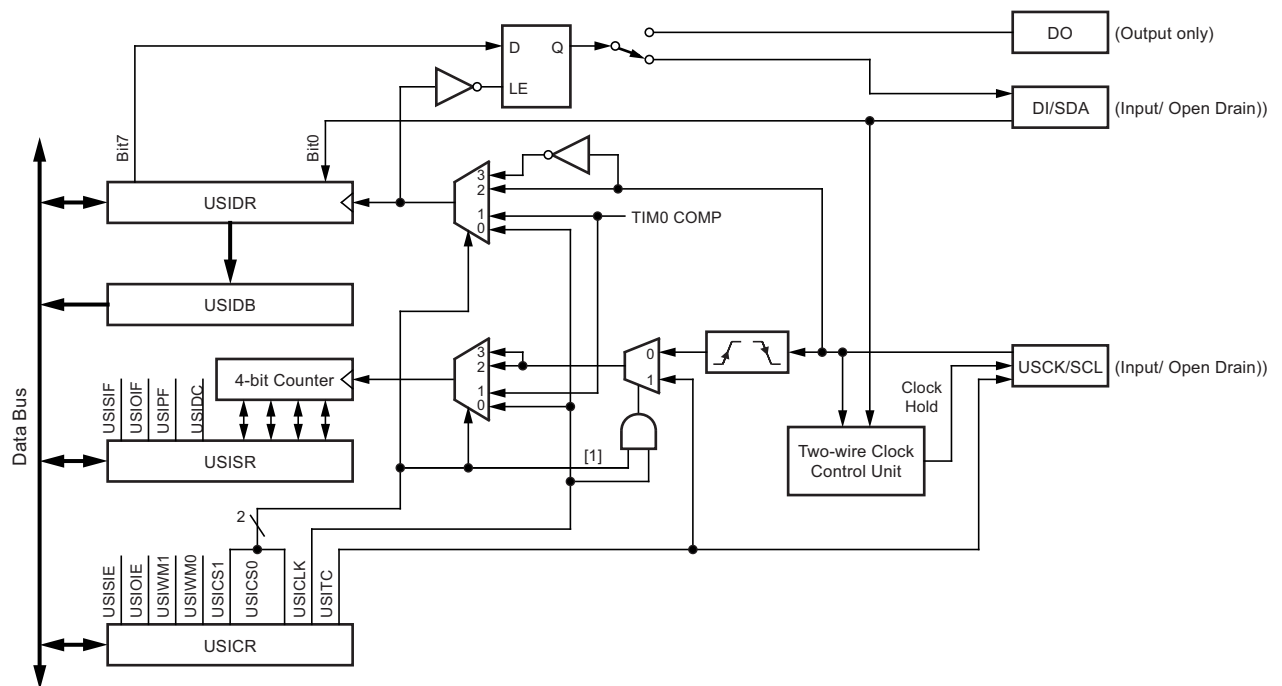 DO (Output only)
D Q
LE
DI/SDA (Input/ Open Drain))
Bit7
Bit0
3
2
1
0
USIDR
TIM0 COMP
USIDB
3
2
1
0
0
1
4-bit Counter
USCK/SCL (Input/ Open Drain))
Clock
Hold
Data Bus
USISIF
USIOIF
USIPF
USIDC
[1]
Two-wire Clock
Control Unit
USISR
2
USISIE
USIOIE
USIWM1
USIWM0
USICS1
USICS0
USICLK
USITC
USICR